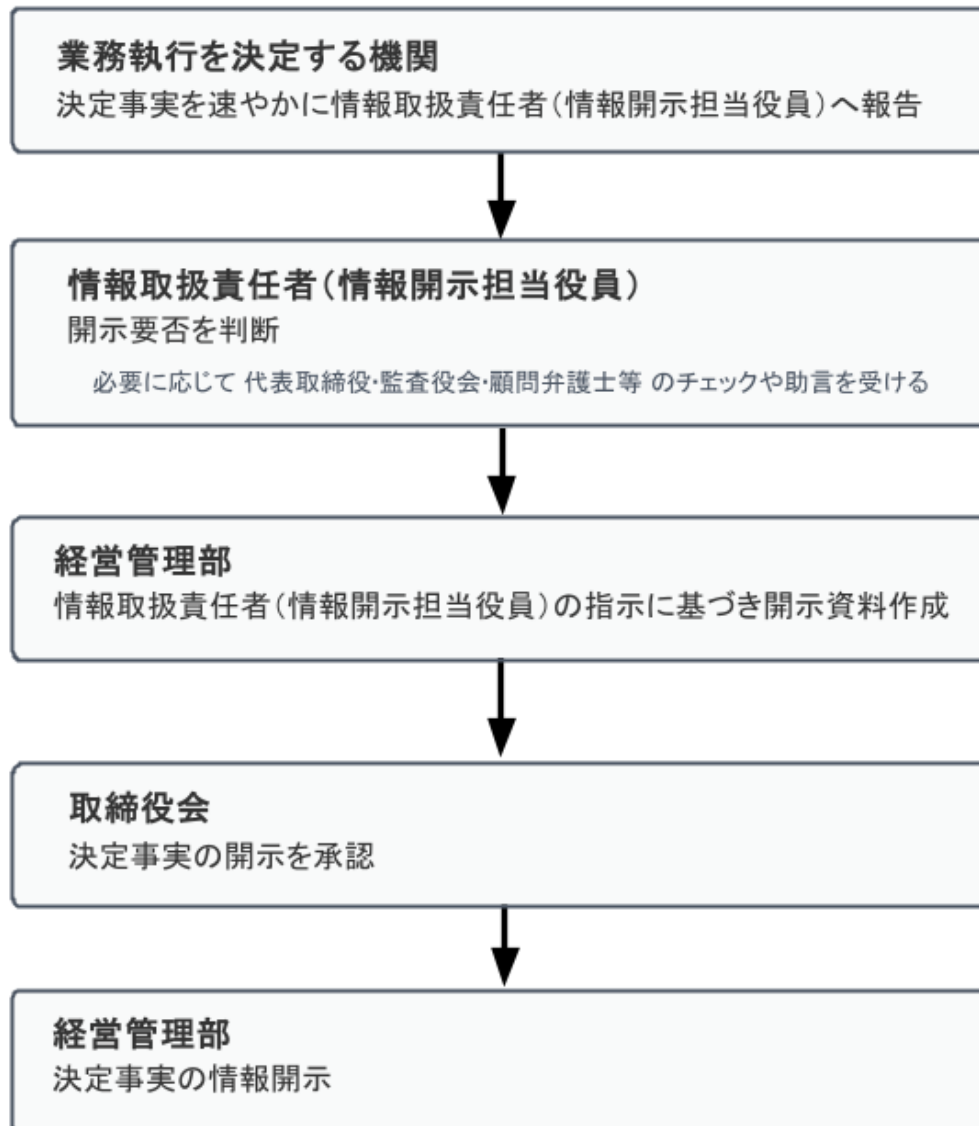 業務執行を決定する機関
決定事実を速やかに情報取扱責任者（情報開示担当役員）へ報告
情報取扱責任者（情報開示担当役員）
開示要否を判断
必要に応じて 代表取締役・監査役会・顧問弁護士等 のチェックや助言を受ける
経営管理部
情報取扱責任者（情報開示担当役員）の指示に基づき開示資料作成
取締役会
決定事実の開示を承認
経営管理部
決定事実の情報開示